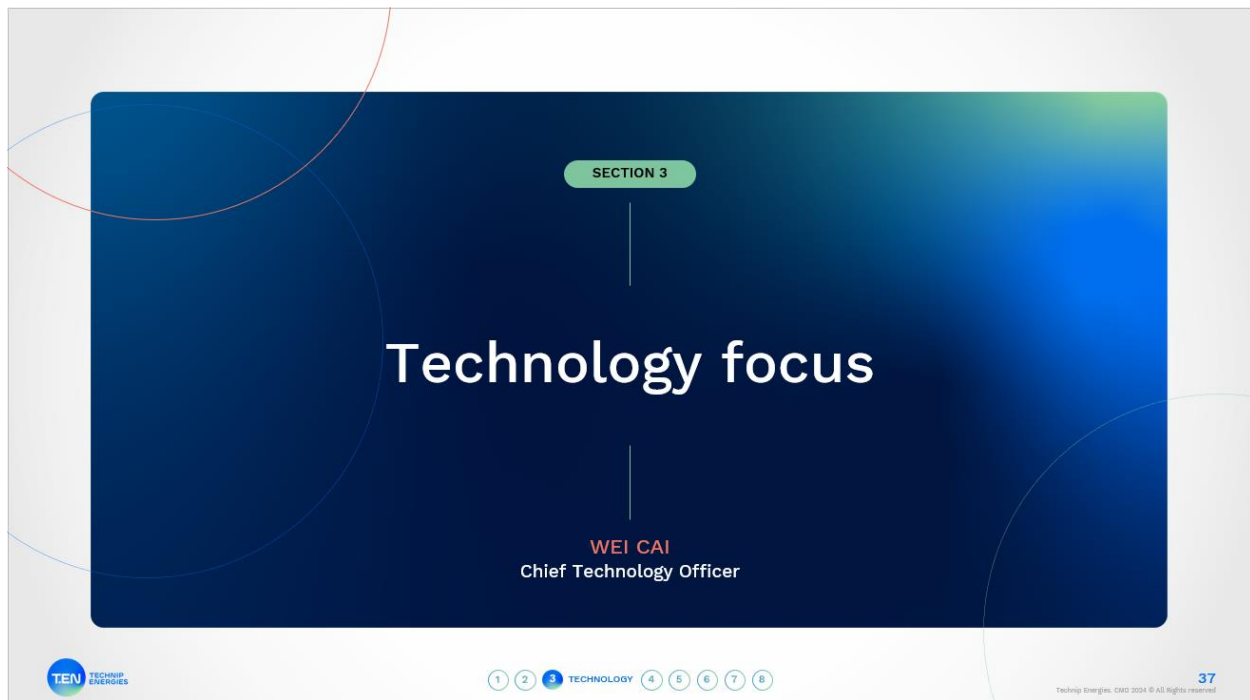 SECTION 3
Technology focus
WEI CAI
Chief Technology Officer
T.EN TECHNIP
ENERGIES
1 2 3 TECHNOLOGY 4 5 6 7 8
37
Technip Energies. CMD 2024 © All Rights reserved